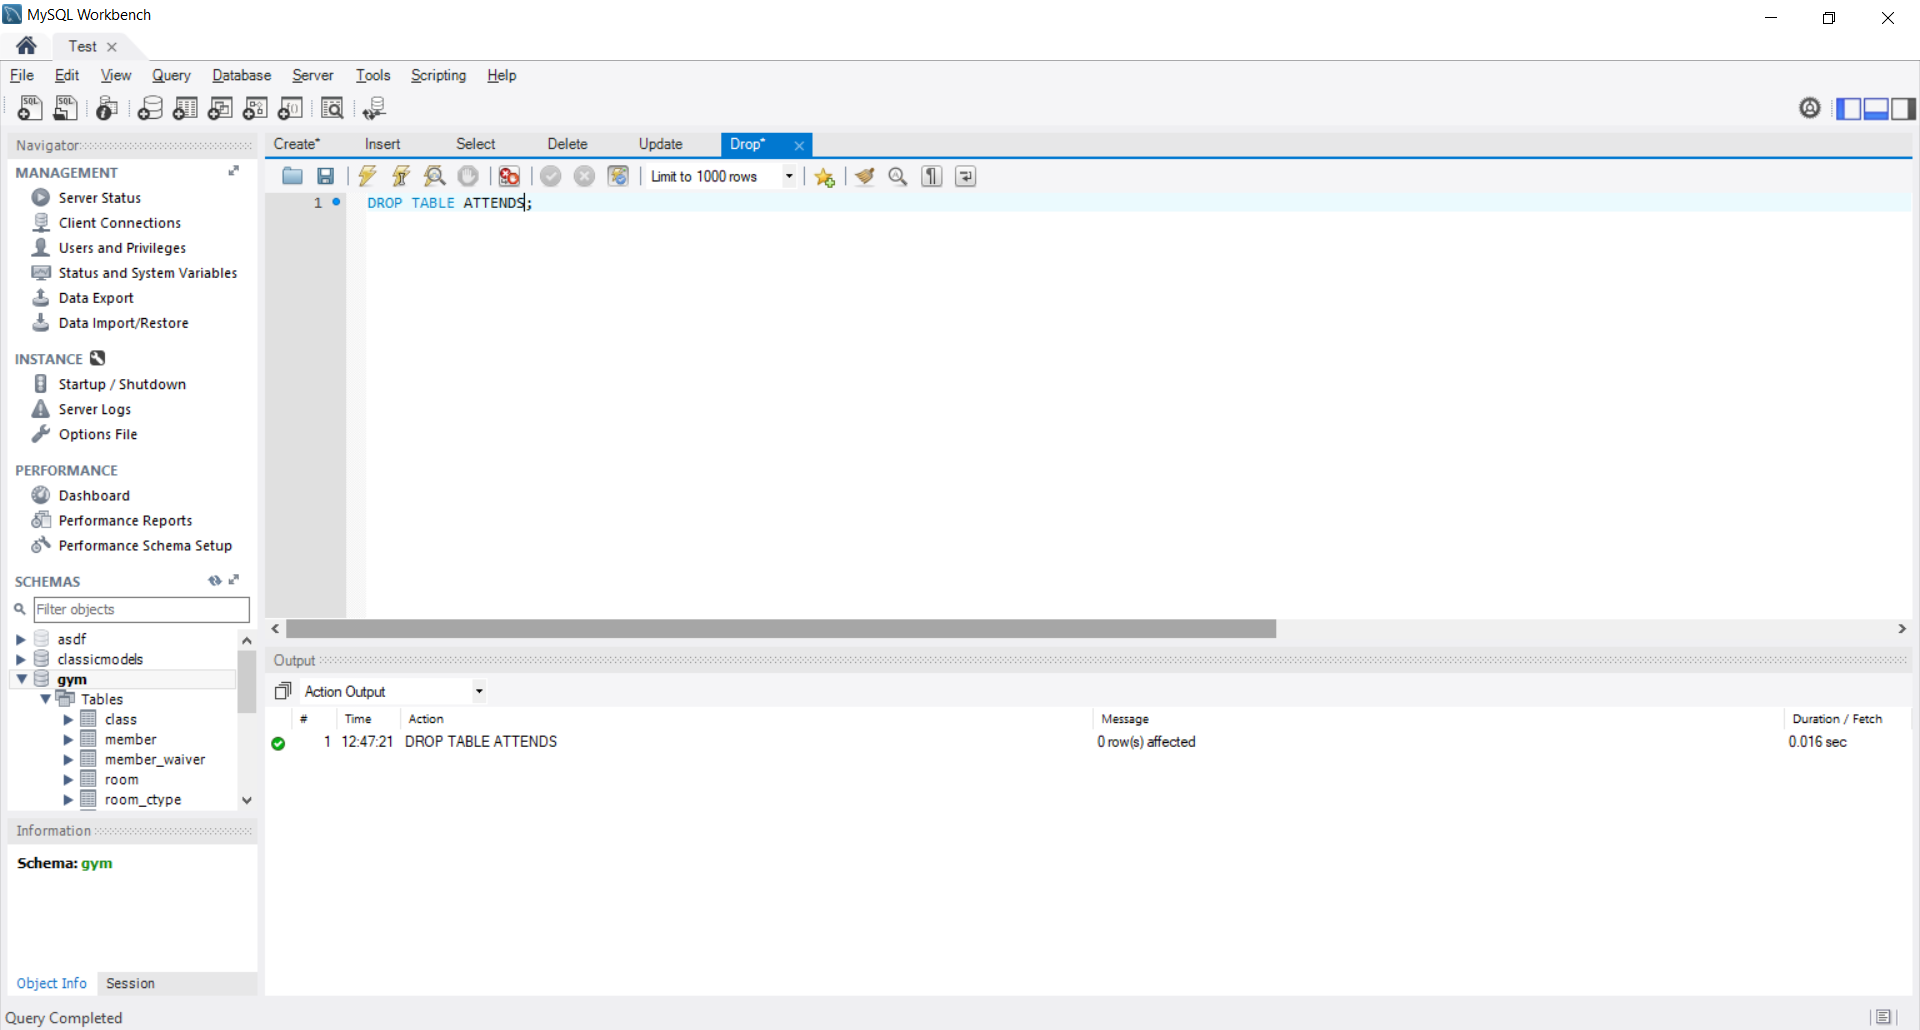 MySQL Workbench
Test
File Edit View Query Database Server Tools Scripting Help
Navigator
MANAGEMENT
Server Status
Client Connections
Users and Privileges
Status and System Variables
Data Export
Data Import/Restore
INSTANCE
Startup / Shutdown
Server Logs
Options File
PERFORMANCE
Dashboard
Performance Reports
Performance Schema Setup
SCHEMAS
Filter objects
asdf
classicmodels
gym
Tables
class
member
member_waiver
room
room_ctype
Information
Schema: gym
Object Info Session
Create* Insert Select Delete Update Drop*
Limit to 1000 rows
1 DROP TABLE ATTENDS;
Output
Action Output
# Time Action Message Duration / Fetch
1 12:47:21 DROP TABLE ATTENDS 0 row(s) affected 0.016 sec
Query Completed